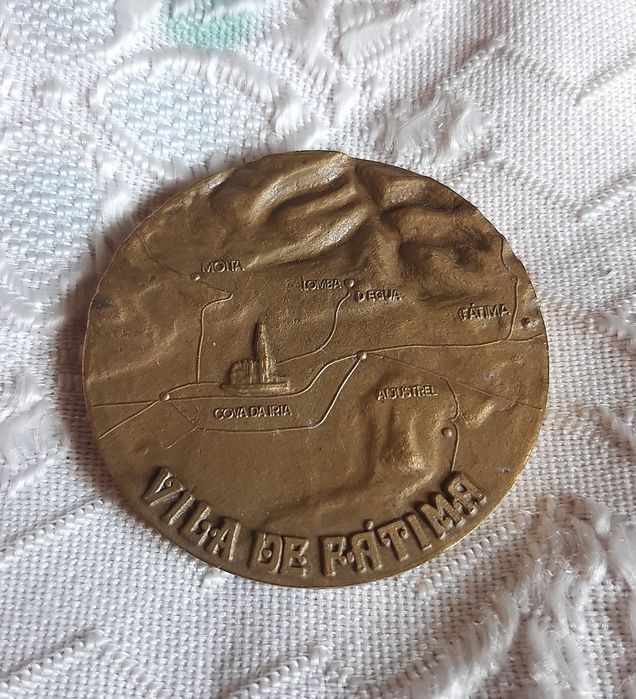 MOITA
LOMBA
DEGUA
FÁTIMA
ALJUSTREL
COVA DA IRIA
VILA DE FÁTIMA